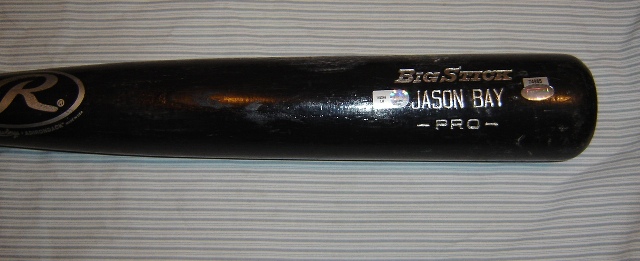 R®
BIG STICK
JASON BAY
-PRO-